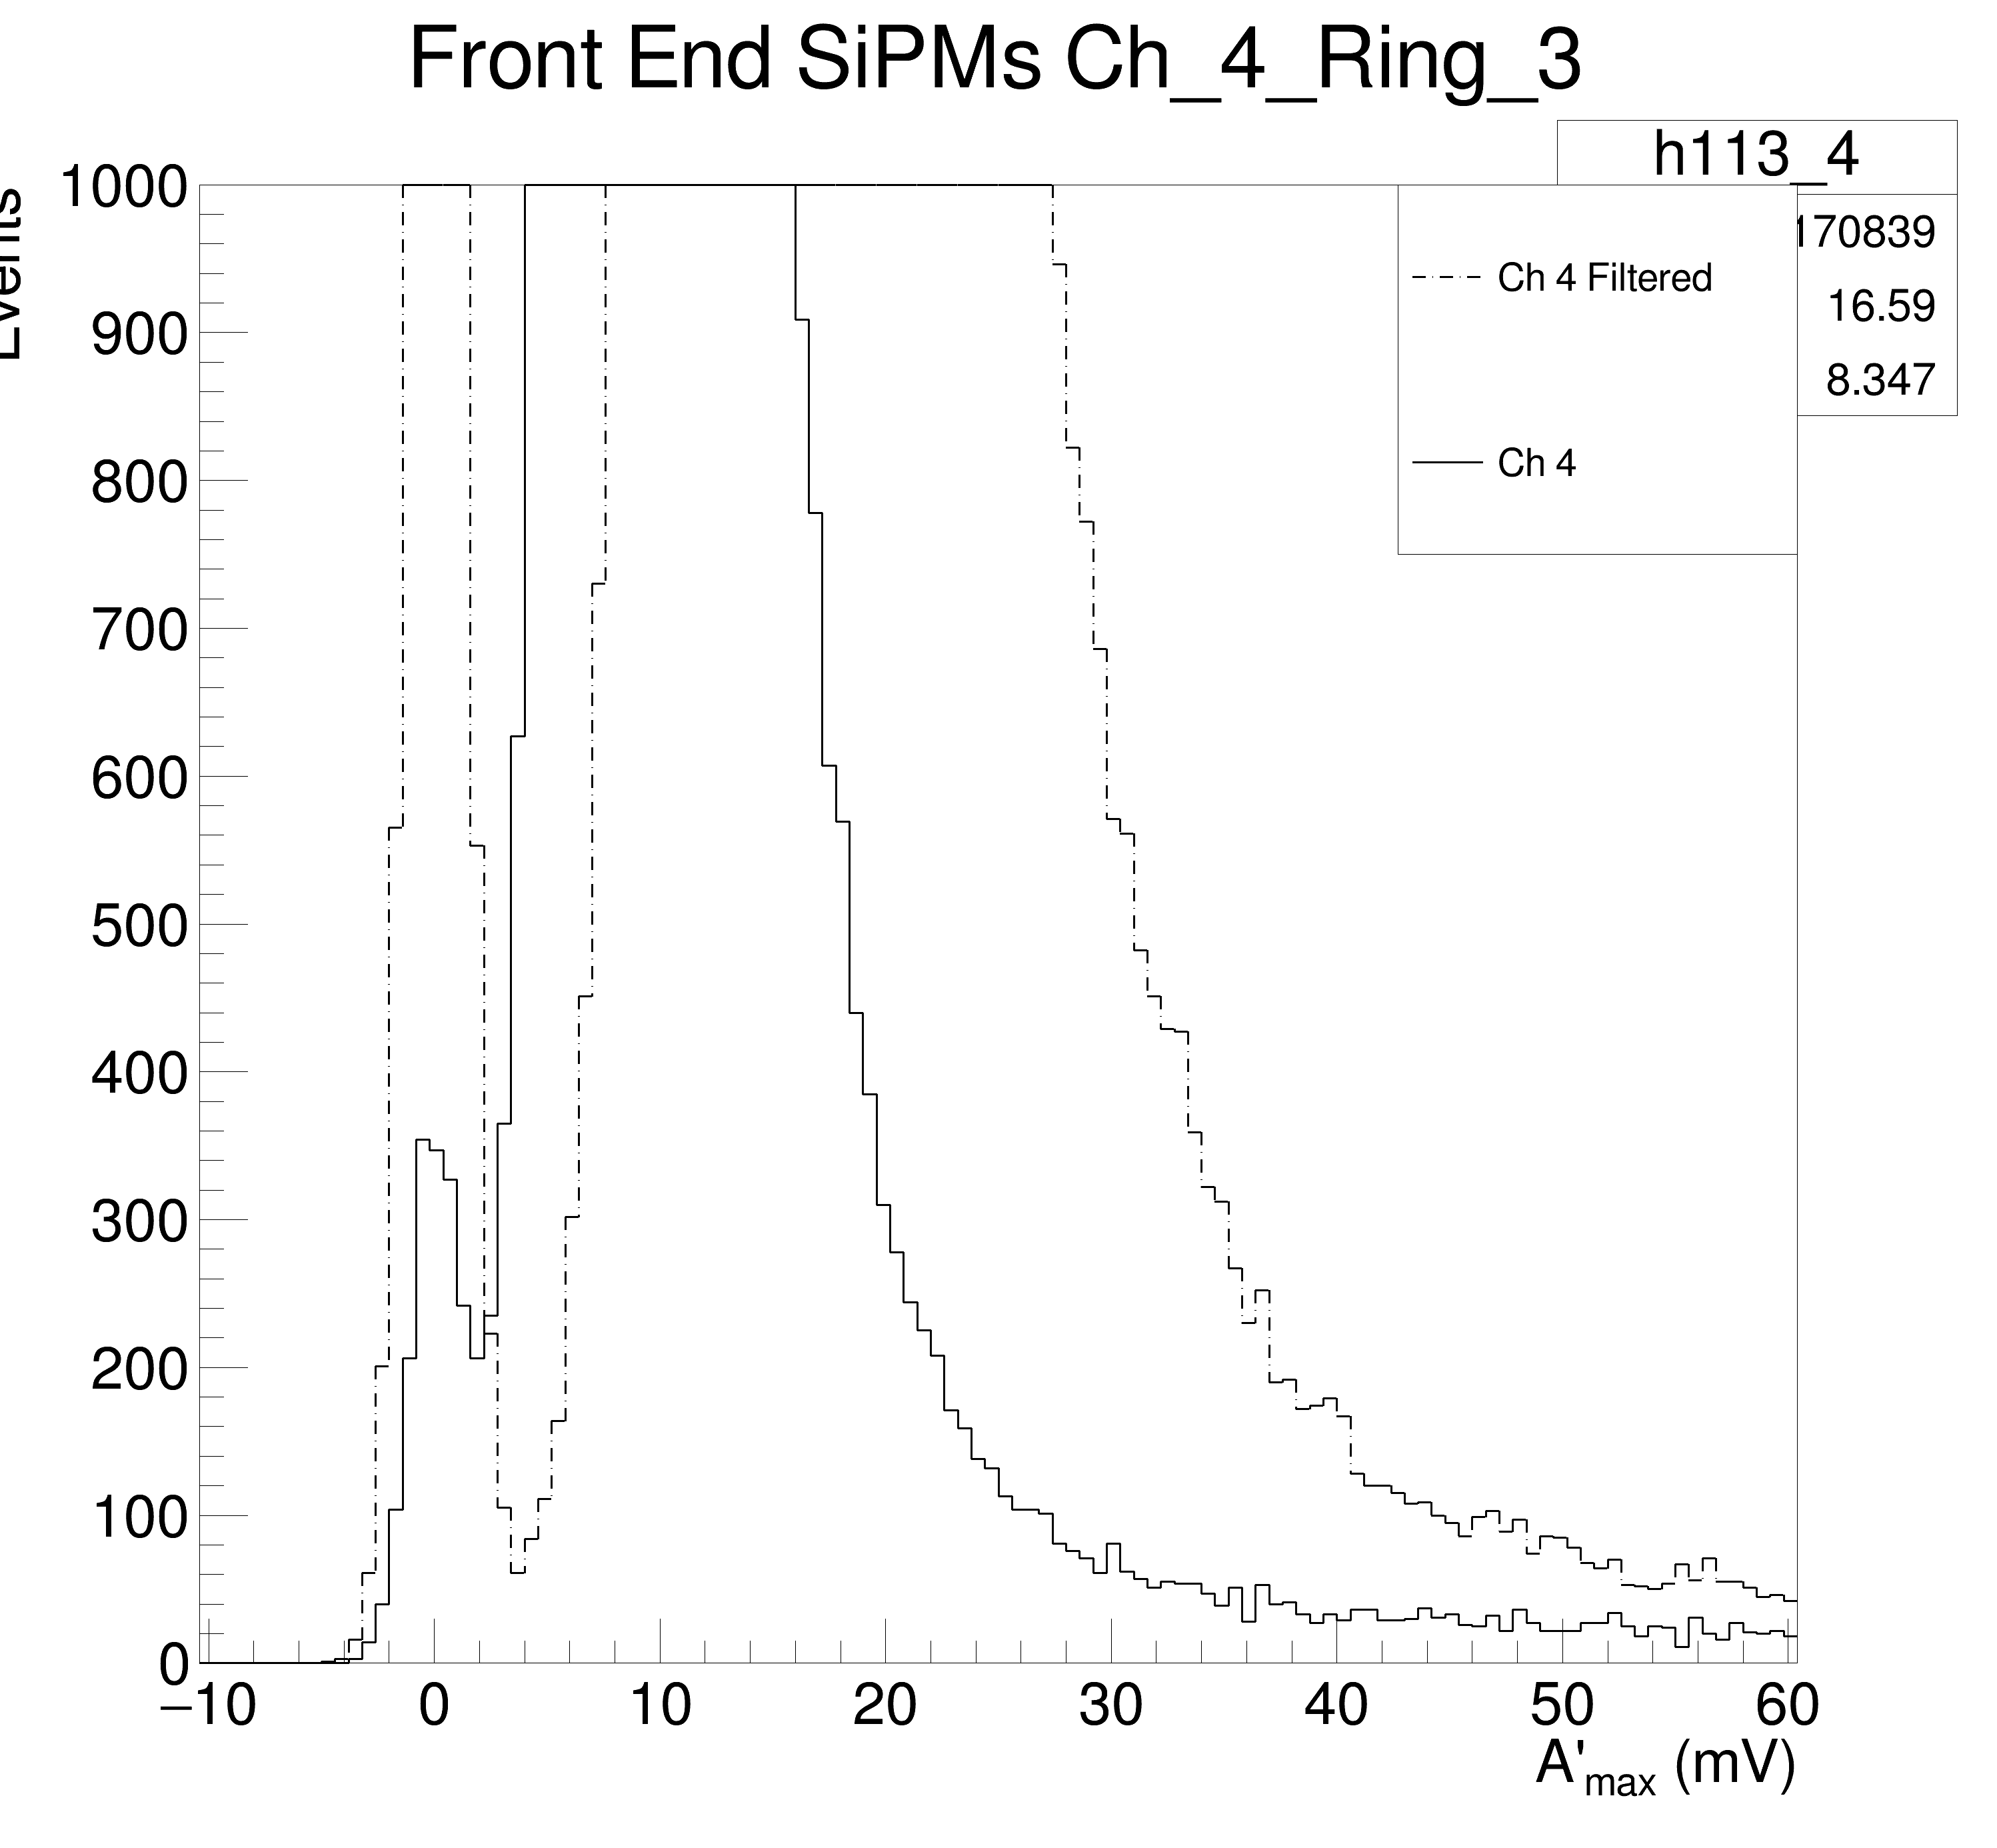 Front End SiPMs Ch_4_Ring_3
h113_4
170839
16.59
8.347
Ch 4 Filtered
Ch 4
Events
1000
900
800
700
600
500
400
300
200
100
0
−10 0 10 20 30 40 50 60
A'max (mV)